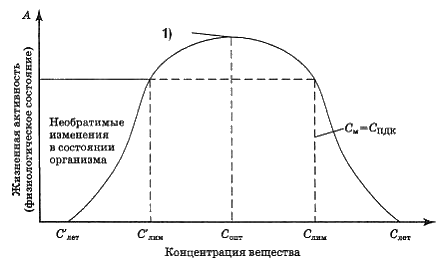 A
1)
Жизненная активность
(физиологическое состояние)
Необратимые
изменения
в состоянии
организма
Cм=CПДК
C′лет
C′лим
Cопт
Cлим
Cлет
Концентрация вещества